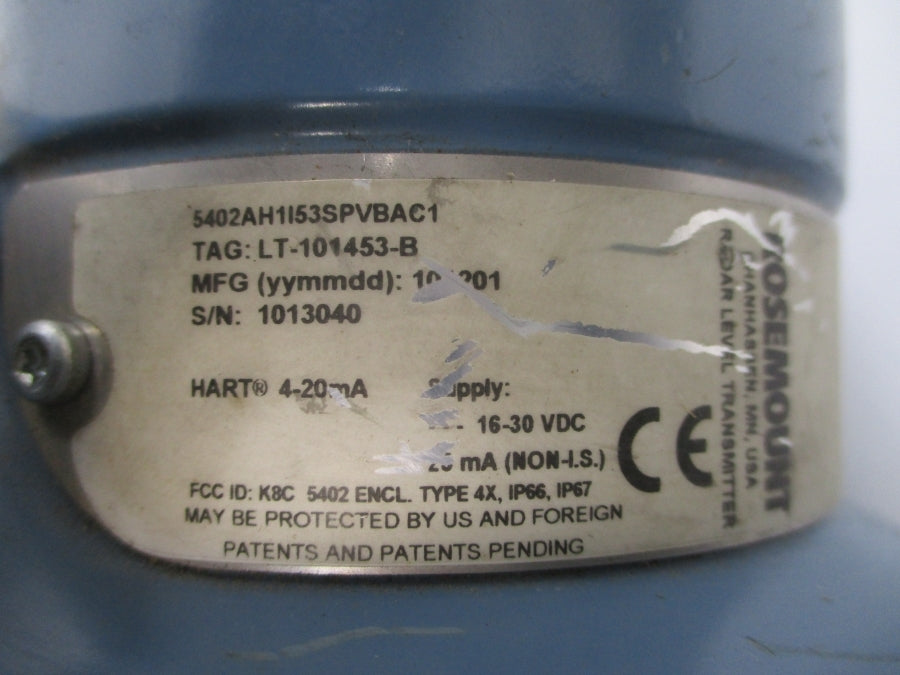 5402AH1I53SPVBAC1
TAG: LT-101453-B
MFG (yymmdd):
S/N: 1013040
HART® 4-20mA Supply:
16-30 VDC
mA (NON-I.S.)
CE
FCC ID: K8C 5402 ENCL. TYPE 4X, IP66, IP67
MAY BE PROTECTED BY US AND FOREIGN
PATENTS AND PATENTS PENDING
ROSEMOUNT
CHANHASSEN, MN, USA
RADAR LEVEL TRANSMITTER